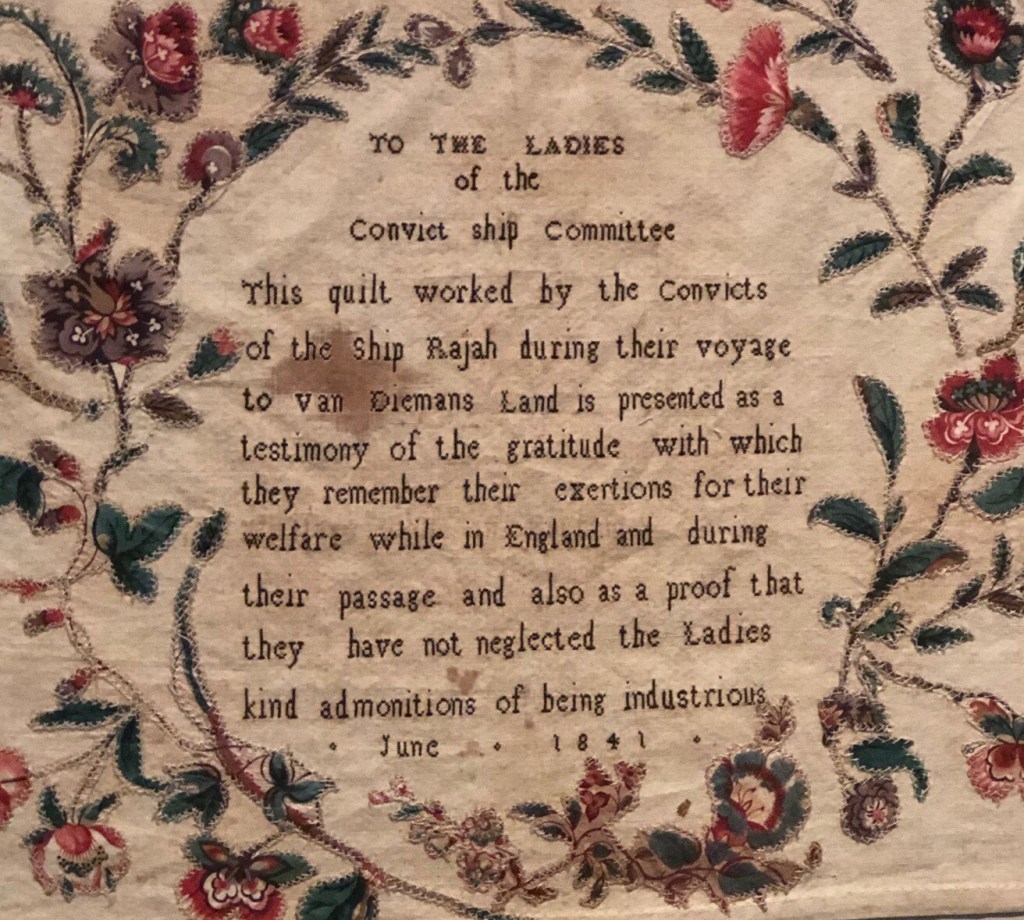 TO THE LADIES
of the
Convict ship Committee
This quilt worked by the Convicts
of the Ship Rajah during their voyage
to van Diemans Land is presented as a
testimony of the gratitude with which
they remember their exertions for their
welfare while in England and during
their passage and also as a proof that
they have not neglected the Ladies
kind admonitions of being industrious
June 1841